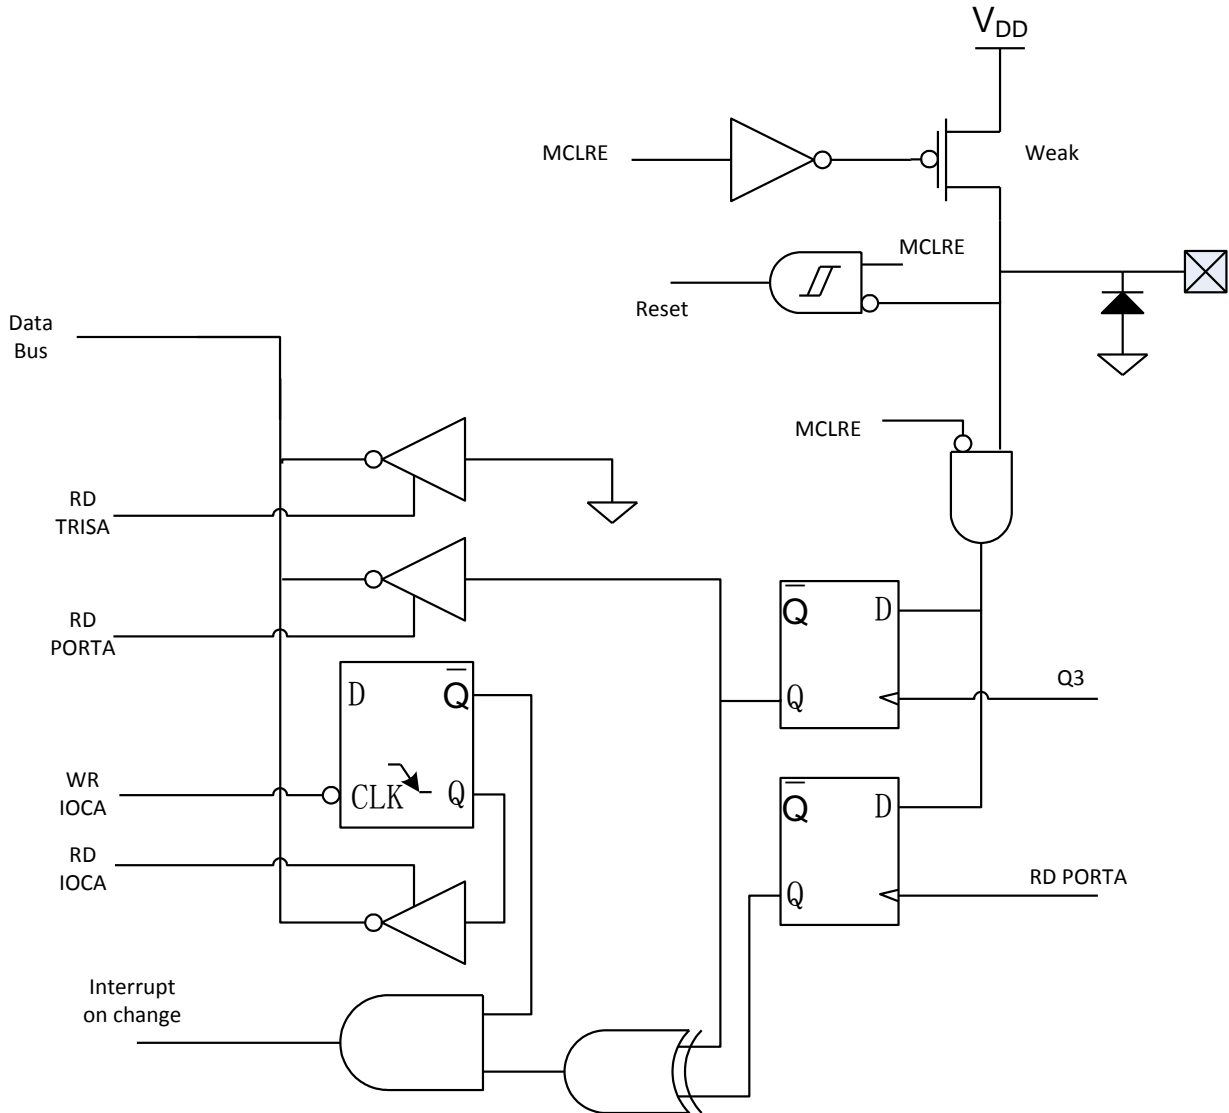 VDD
MCLRE
Weak
MCLRE
Reset
Data
Bus
MCLRE
RD
TRISA
RD
PORTA
Q
D
Q
Q3
D
Q
CLK
Q
WR
IOCA
Q
D
Q
RD PORTA
RD
IOCA
Interrupt
on change